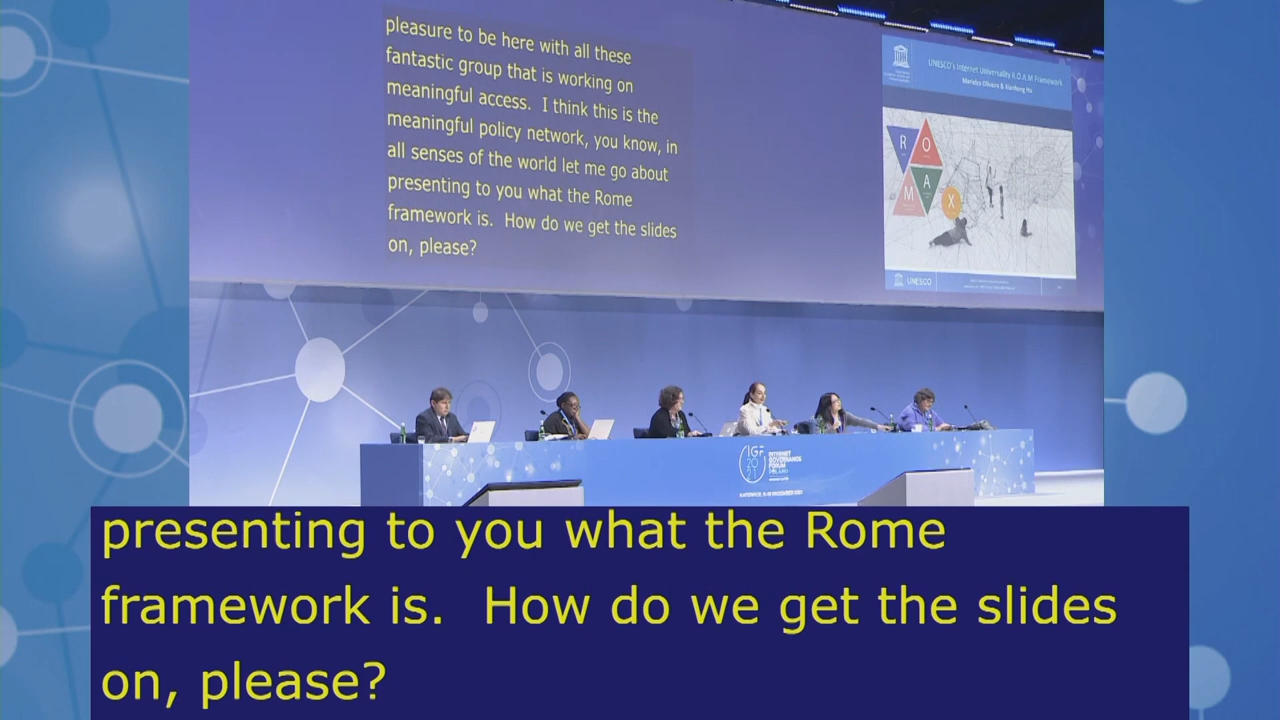 pleasure to be here with all these
fantastic group that is working on
meaningful access.  I think this is the
meaningful policy network, you know, in
all senses of the world let me go about
presenting to you what the Rome
framework is.  How do we get the slides
on, please?
UNESCO's Internet Universality R.O.A.M Framework
R
O
M
A
X
UNESCO
IGF
20
21
INTERNET
GOVERNANCE
FORUM
POLAND
presenting to you what the Rome
framework is.  How do we get the slides
on, please?